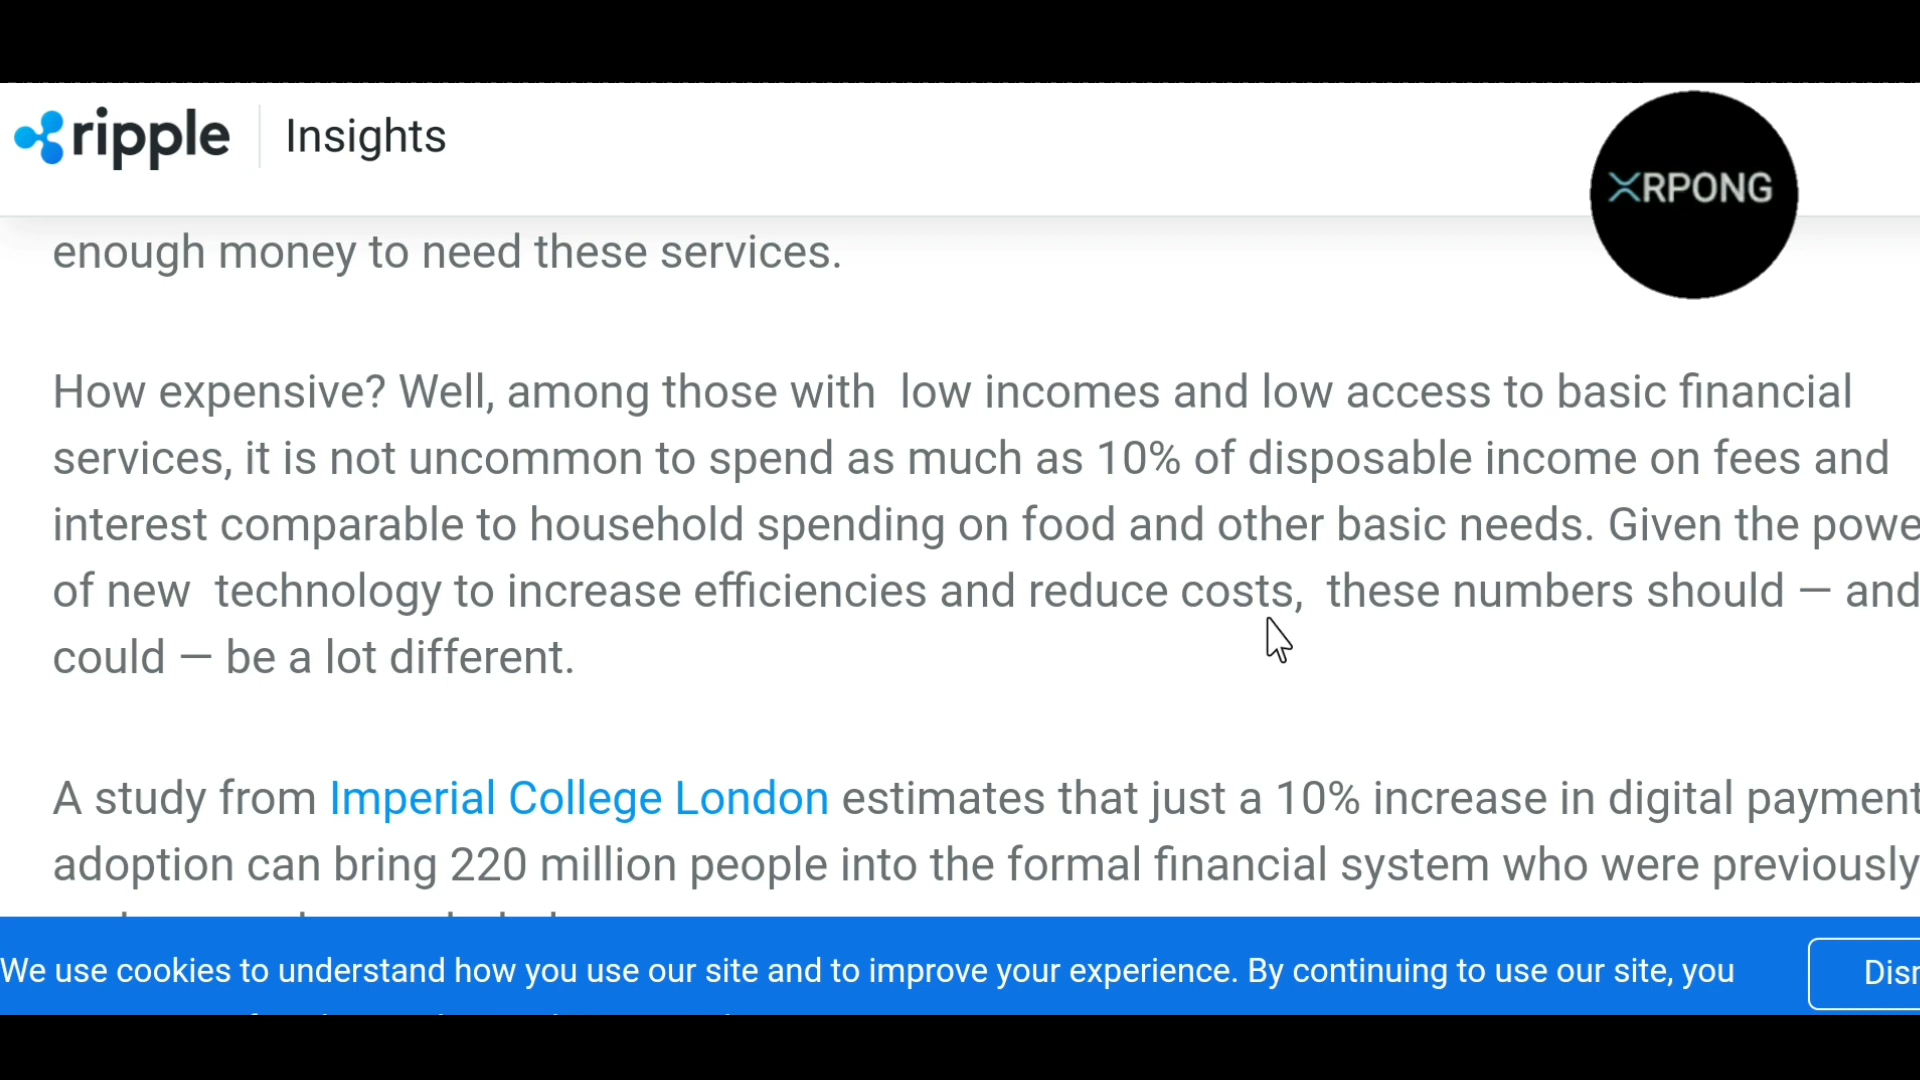 ripple Insights
XRPONG
enough money to need these services.
How expensive? Well, among those with low incomes and low access to basic financial
services, it is not uncommon to spend as much as 10% of disposable income on fees and
interest comparable to household spending on food and other basic needs. Given the powe
of new technology to increase efficiencies and reduce costs, these numbers should — and
could — be a lot different.
A study from Imperial College London estimates that just a 10% increase in digital payment
adoption can bring 220 million people into the formal financial system who were previously
We use cookies to understand how you use our site and to improve your experience. By continuing to use our site, you